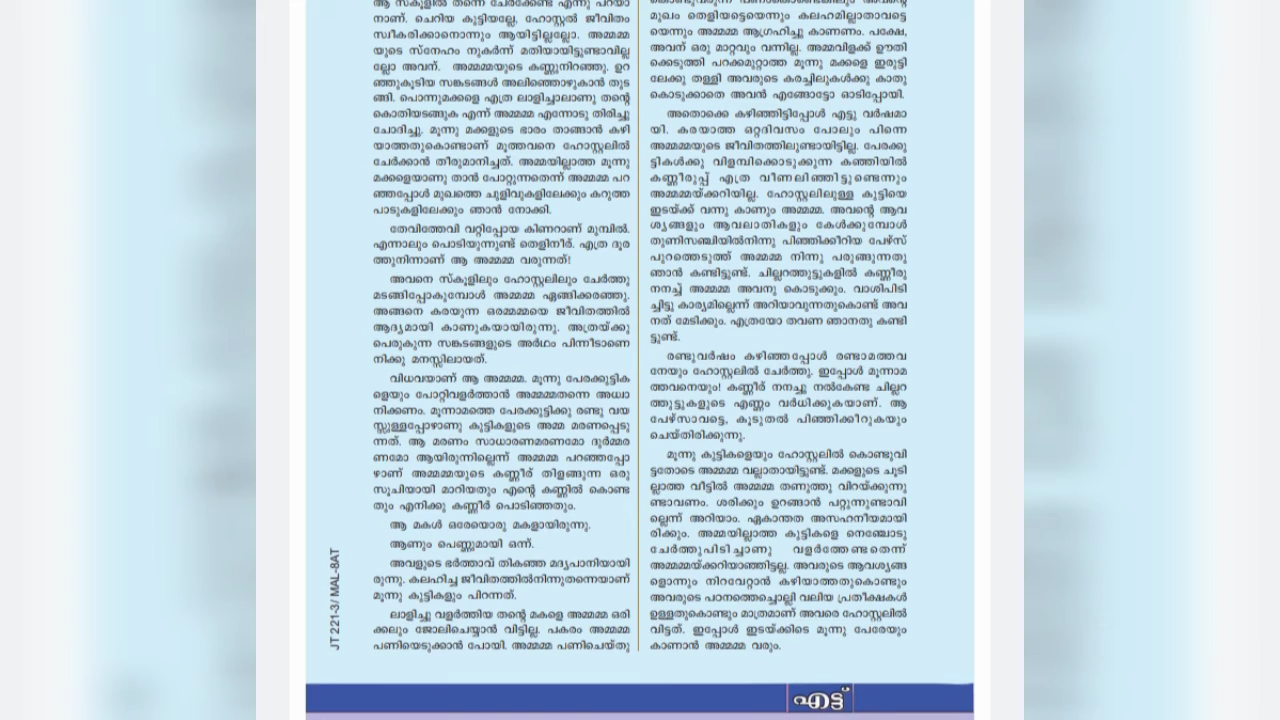 ആ സ്കൂളിൽ തന്നെ ചേർക്കേണ്ട എന്നു പറയാ
നാണ്. ചെറിയ കുട്ടിയല്ലേ, ഹോസ്റ്റൽ ജീവിതം
സ്വീകരിക്കാനൊന്നും ആയിട്ടില്ലല്ലോ. അമ്മമ്മ
യുടെ സ്നേഹം നുകർന്ന് മതിയായിട്ടുണ്ടാവില്ല
ല്ലോ അവന്. അമ്മമ്മയുടെ കണ്ണുനിറഞ്ഞു. ഉറ
ഞ്ഞുകൂടിയ സങ്കടങ്ങൾ അലിഞ്ഞൊഴുകാൻ തുട
ങ്ങി. പൊന്നുമക്കളെ എത്ര ലാളിച്ചാലാണു തന്റെ
കൊതിയടങ്ങുക എന്ന് അമ്മമ്മ എന്നോടു തിരിച്ചു
ചോദിച്ചു. മൂന്നു മക്കളുടെ ഭാരം താങ്ങാൻ കഴി
യാത്തതുകൊണ്ടാണ് മൂത്തവനെ ഹോസ്റ്റലിൽ
ചേർക്കാൻ തീരുമാനിച്ചത്. അമ്മയില്ലാത്ത മൂന്നു
മക്കളെയാണു താൻ പോറ്റുന്നതെന്ന് അമ്മമ്മ പറ
ഞ്ഞപ്പോൾ മുഖത്തെ ചുളിവുകളിലേക്കും കറുത്ത
പാടുകളിലേക്കും ഞാൻ നോക്കി.
തേവിത്തേവി വറ്റിപ്പോയ കിണറാണ് മുമ്പിൽ.
എന്നാലും പൊടിയുന്നുണ്ട് തെളിനീര്. എത്ര ദൂര
ത്തുനിന്നാണ് ആ അമ്മമ്മ വരുന്നത്!
അവനെ സ്കൂളിലും ഹോസ്റ്റലിലും ചേർത്തു
മടങ്ങിപ്പോകുമ്പോൾ അമ്മമ്മ ഏങ്ങിക്കരഞ്ഞു.
അങ്ങനെ കരയുന്ന ഒരമ്മമ്മയെ ജീവിതത്തിൽ
ആദ്യമായി കാണുകയായിരുന്നു. അത്രയ്ക്കു
പെരുകുന്ന സങ്കടങ്ങളുടെ അർഥം പിന്നീടാണെ
നിക്കു മനസ്സിലായത്.
വിധവയാണ് ആ അമ്മമ്മ. മൂന്നു പേരക്കുട്ടിക
ളെയും പോറ്റിവളർത്താൻ അമ്മമ്മതന്നെ അധ്വാ
നിക്കണം. മൂന്നാമത്തെ പേരക്കുട്ടിക്കു രണ്ടു വയ
സ്സുള്ളപ്പോഴാണു കുട്ടികളുടെ അമ്മ മരണപ്പെടു
ന്നത്. ആ മരണം സാധാരണമരണമോ ദുർമ്മര
ണമോ ആയിരുന്നില്ലെന്ന് അമ്മമ്മ പറഞ്ഞപ്പോ
ഴാണ് അമ്മമ്മയുടെ കണ്ണീര് തിളങ്ങുന്ന ഒരു
സൂചിയായി മാറിയതും എന്റെ കണ്ണിൽ കൊണ്ട
തും എനിക്കു കണ്ണീർ പൊടിഞ്ഞതും.
ആ മകൾ ഒരേയൊരു മകളായിരുന്നു.
ആണും പെണ്ണുമായി ഒന്ന്.
അവളുടെ ഭർത്താവ് തികഞ്ഞ മദ്യപാനിയായി
രുന്നു. കലഹിച്ച ജീവിതത്തിൽനിന്നുതന്നെയാണ്
മൂന്നു കുട്ടികളും പിറന്നത്.
ലാളിച്ചു വളർത്തിയ തന്റെ മകളെ അമ്മമ്മ ഒരി
ക്കലും ജോലിചെയ്യാൻ വിട്ടില്ല. പകരം അമ്മമ്മ
പണിയെടുക്കാൻ പോയി. അമ്മമ്മ പണിചെയ്തു
മുഖം തെളിയട്ടെയെന്നും കലഹമില്ലാതാവട്ടെ
യെന്നും അമ്മമ്മ ആഗ്രഹിച്ചു കാണണം. പക്ഷേ,
അവന് ഒരു മാറ്റവും വന്നില്ല. അമ്മവിളക്ക് ഊതി
ക്കെടുത്തി പറക്കമുറ്റാത്ത മൂന്നു മക്കളെ ഇരുട്ടി
ലേക്കു തള്ളി അവരുടെ കരച്ചിലുകൾക്കു കാതു
കൊടുക്കാതെ അവൻ എങ്ങോട്ടോ ഓടിപ്പോയി.
അതൊക്കെ കഴിഞ്ഞിട്ടിപ്പോൾ എട്ടു വർഷമാ
യി. കരയാത്ത ഒറ്റദിവസം പോലും പിന്നെ
അമ്മമ്മയുടെ ജീവിതത്തിലുണ്ടായിട്ടില്ല. പേരക്കു
ട്ടികൾക്കു വിളമ്പിക്കൊടുക്കുന്ന കഞ്ഞിയിൽ
കണ്ണീരുപ്പ് എത്ര വീണലിഞ്ഞിട്ടുണ്ടെന്നും
അമ്മമ്മയ്ക്കറിയില്ല. ഹോസ്റ്റലിലുള്ള കുട്ടിയെ
ഇടയ്ക്ക് വന്നു കാണും അമ്മമ്മ. അവന്റെ ആവ
ശ്യങ്ങളും ആവലാതികളും കേൾക്കുമ്പോൾ
തുണിസഞ്ചിയിൽനിന്നു പിഞ്ഞിക്കീറിയ പേഴ്സ്
പുറത്തെടുത്ത് അമ്മമ്മ നിന്നു പരുങ്ങുന്നതു
ഞാൻ കണ്ടിട്ടുണ്ട്. ചില്ലറത്തുട്ടുകളിൽ കണ്ണീരു
നനച്ച് അമ്മമ്മ അവനു കൊടുക്കും. വാശിപിടി
ച്ചിട്ടു കാര്യമില്ലെന്ന് അറിയാവുന്നതുകൊണ്ട് അവ
നത് മേടിക്കും. എത്രയോ തവണ ഞാനതു കണ്ടി
ട്ടുണ്ട്.
രണ്ടുവർഷം കഴിഞ്ഞപ്പോൾ രണ്ടാമത്തവ
നേയും ഹോസ്റ്റലിൽ ചേർത്തു. ഇപ്പോൾ മൂന്നാമ
ത്തവനെയും! കണ്ണീര് നനച്ചു നൽകേണ്ട ചില്ലറ
ത്തുട്ടുകളുടെ എണ്ണം വർധിക്കുകയാണ്. ആ
പേഴ്സാവട്ടെ, കൂടുതൽ പിഞ്ഞിക്കീറുകയും
ചെയ്തിരിക്കുന്നു.
മൂന്നു കുട്ടികളെയും ഹോസ്റ്റലിൽ കൊണ്ടുവി
ട്ടതോടെ അമ്മമ്മ വല്ലാതായിട്ടുണ്ട്. മക്കളുടെ ചൂടി
ല്ലാത്ത വീട്ടിൽ അമ്മമ്മ തണുത്തു വിറയ്ക്കുന്നു
ണ്ടാവണം. ശരിക്കും ഉറങ്ങാൻ പറ്റുന്നുണ്ടാവി
ല്ലെന്ന് അറിയാം. ഏകാന്തത അസഹനീയമായി
രിക്കും. അമ്മയില്ലാത്ത കുട്ടികളെ നെഞ്ചോടു
ചേർത്തുപിടിച്ചാണു വളർത്തേണ്ടതെന്ന്
അമ്മമ്മയ്ക്കറിയാഞ്ഞിട്ടല്ല. അവരുടെ ആവശ്യങ്ങ
ളൊന്നും നിറവേറ്റാൻ കഴിയാത്തതുകൊണ്ടും
അവരുടെ പഠനത്തെച്ചൊല്ലി വലിയ പ്രതീക്ഷകൾ
ഉള്ളതുകൊണ്ടും മാത്രമാണ് അവരെ ഹോസ്റ്റലിൽ
വിട്ടത്. ഇപ്പോൾ ഇടയ്ക്കിടെ മൂന്നു പേരേയും
കാണാൻ അമ്മമ്മ വരും.
JT 221-3/ MAL-8AT
എട്ട്